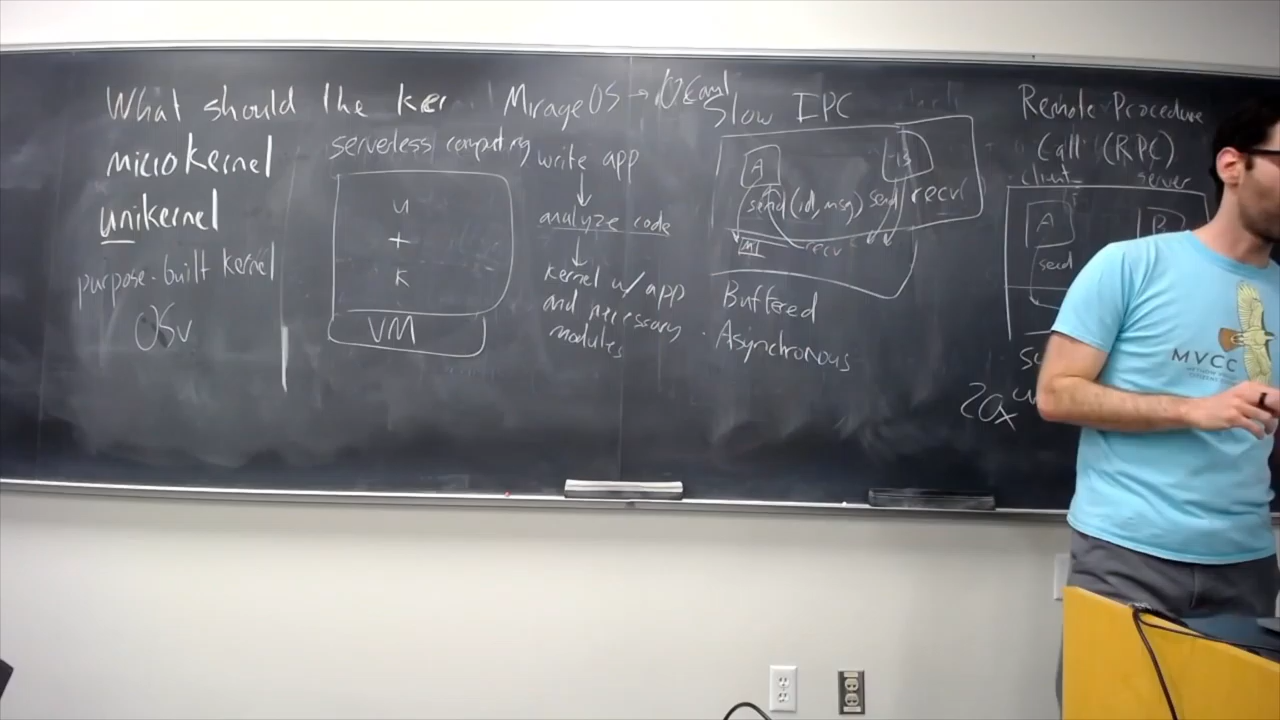 What should the ker
microkernel
unikernel
purpose-built kernel
OSv
serverless computing
u
+
K
VM
MirageOS → OCaml
write app
↓
analyze code
↓
kernel w/ app
and necessary
modules
Slow IPC
A
send(id, msg) send recv
M1
recv
Buffered
Asynchronous
Remote Procedure
Call (RPC)
client server
A B
send
20x
MVCC